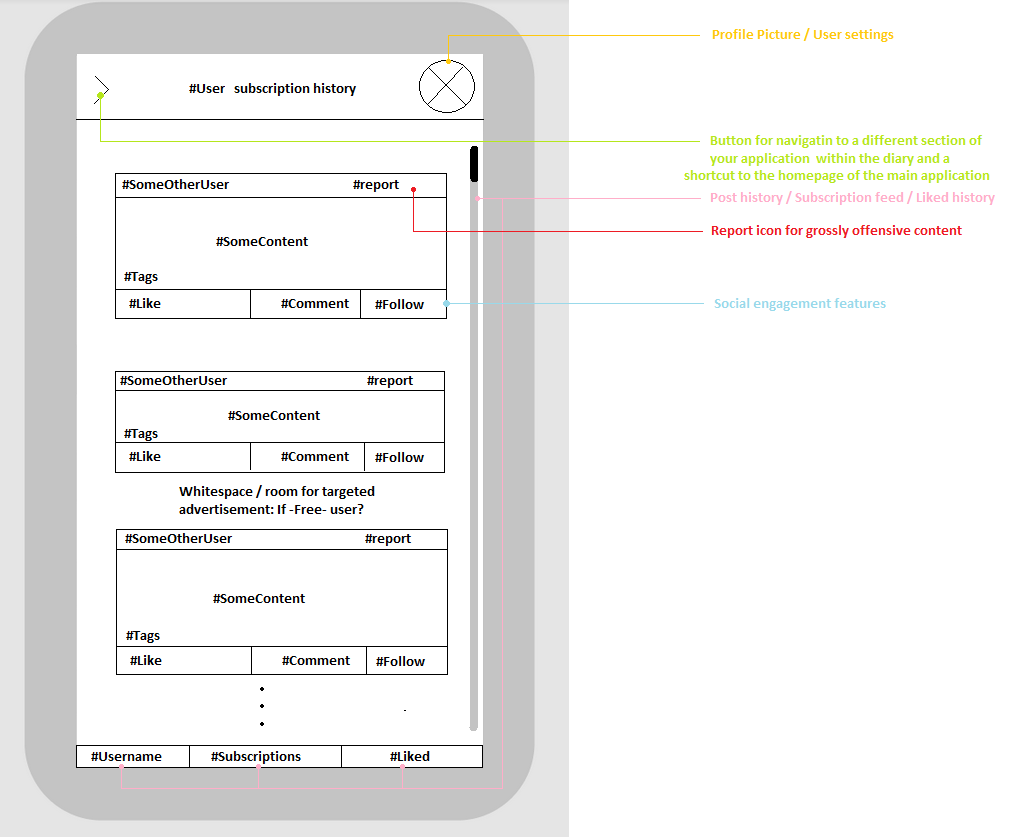 Profile Picture / User settings
#User subscription history
Button for navigatin to a different section of
your application within the diary and a
shortcut to the homepage of the main application
#SomeOtherUser #report
Post history / Subscription feed / Liked history
Report icon for grossly offensive content
#SomeContent
#Tags
#Like #Comment #Follow
Social engagement features
#SomeOtherUser #report
#SomeContent
#Tags
#Like #Comment #Follow
Whitespace / room for targeted
advertisement: If -Free- user?
#SomeOtherUser #report
#SomeContent
#Tags
#Like #Comment #Follow
#Username #Subscriptions #Liked